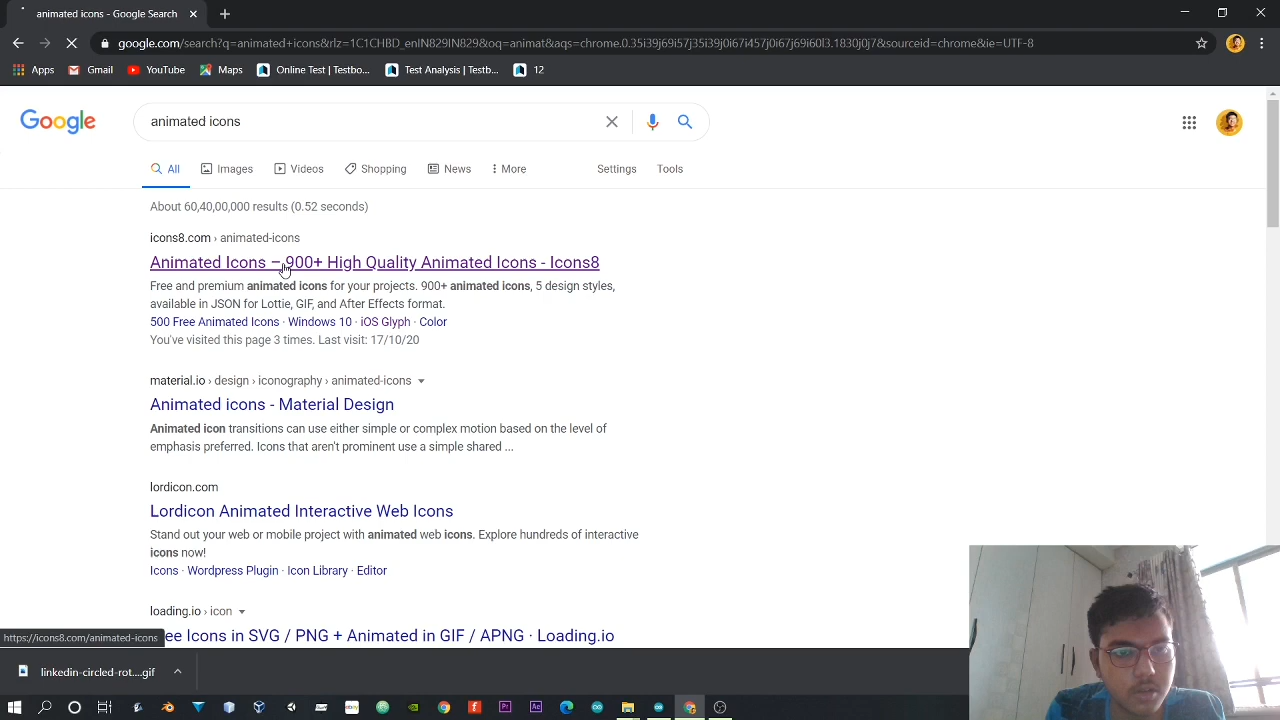 animated icons - Google Search
google.com/search?q=animated+icons&rlz=1C1CHBD_enIN829IN829&oq=animat&aqs=chrome.0.35i39j69i57j35i39j0i67i457j0i67j69i60l3.1830j0j7&sourceid=chrome&ie=UTF-8
Apps Gmail YouTube Maps Online Test | Testbo... Test Analysis | Testb... 12
Google animated icons
All Images Videos Shopping News More Settings Tools
About 60,40,00,000 results (0.52 seconds)
icons8.com › animated-icons
Animated Icons – 900+ High Quality Animated Icons - Icons8
Free and premium animated icons for your projects. 900+ animated icons, 5 design styles,
available in JSON for Lottie, GIF, and After Effects format.
500 Free Animated Icons · Windows 10 · iOS Glyph · Color
You've visited this page 3 times. Last visit: 17/10/20
material.io › design › iconography › animated-icons
Animated icons - Material Design
Animated icon transitions can use either simple or complex motion based on the level of
emphasis preferred. Icons that aren't prominent use a simple shared ...
lordicon.com
Lordicon Animated Interactive Web Icons
Stand out your web or mobile project with animated web icons. Explore hundreds of interactive
icons now!
Icons · Wordpress Plugin · Icon Library · Editor
loading.io › icon
ee Icons in SVG / PNG + Animated in GIF / APNG · Loading.io
https://icons8.com/animated-icons
linkedin-circled-rot....gif
ebay Pr Ae